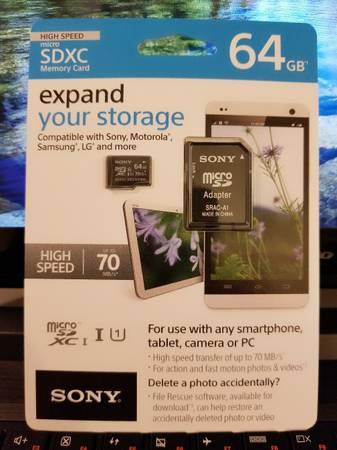 HIGH SPEED
micro
SDXC
Memory Card
64GB*¹
expand
your storage
Compatible with Sony, Motorola*,
Samsung*, LG* and more
SONY
64GB
SONY
micro
SD
Adapter
SRAC-A1
MADE IN CHINA
HIGH
SPEED
UP TO
70
MB/s*
micro
SD
XC I
I
U1
For use with any smartphone,
tablet, camera or PC
• High speed transfer of up to 70 MB/s*
• For action and fast motion photos & videos
Delete a photo accidentally?
• File Rescue software, available for
download, can help restore an
accidentally deleted photo or video
SONY